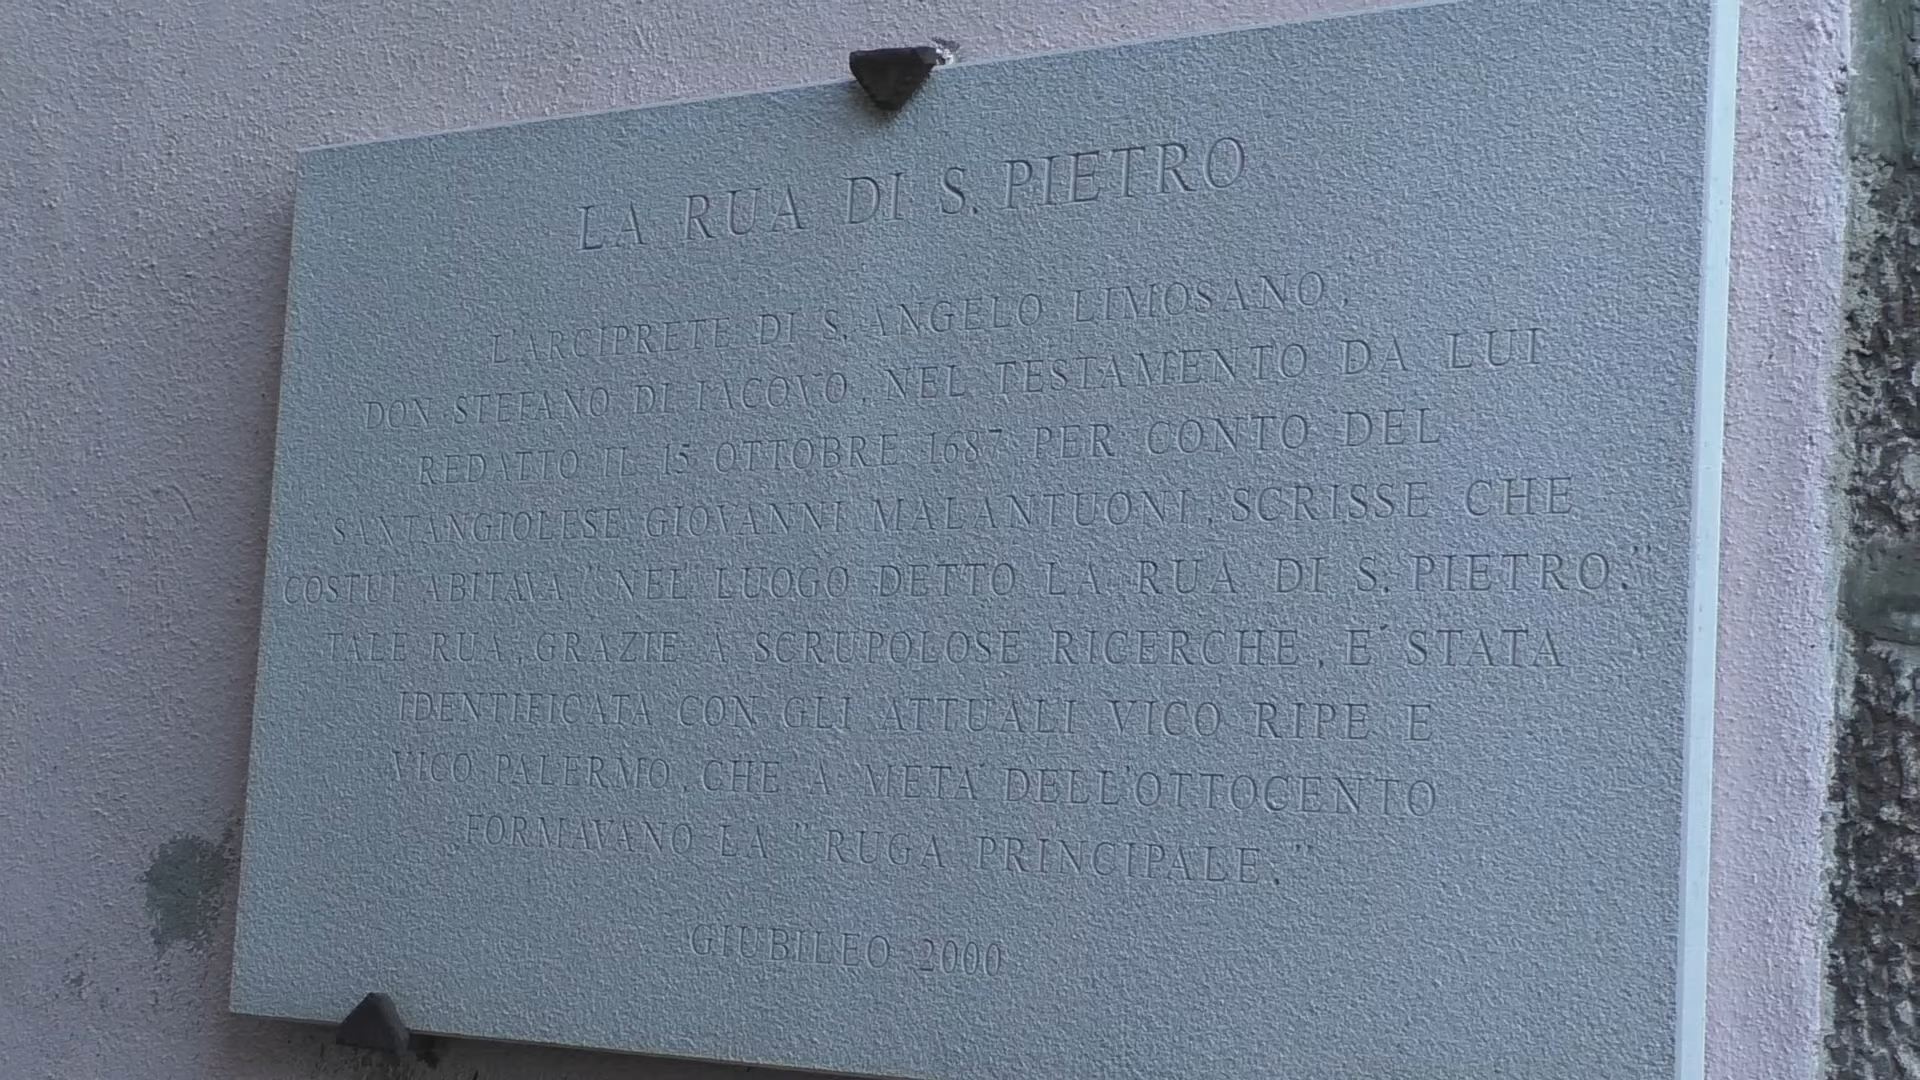 LA RUA DI S. PIETRO
L'ARCIPRETE DI S. ANGELO LIMOSANO,
DON STEFANO DI IACOVO, NEL TESTAMENTO DA LUI
REDATTO IL 15 OTTOBRE 1687 PER CONTO DEL
SANTANGIOLESE GIOVANNI MALANTUONI, SCRISSE CHE
COSTUI ABITAVA "NEL LUOGO DETTO LA RUA DI S. PIETRO."
TALE RUA, GRAZIE A SCRUPOLOSE RICERCHE, E' STATA
IDENTIFICATA CON GLI ATTUALI VICO RIPE E
VICO PALERMO, CHE A META' DELL'OTTOCENTO
FORMAVANO LA "RUGA PRINCIPALE."
GIUBILEO 2000